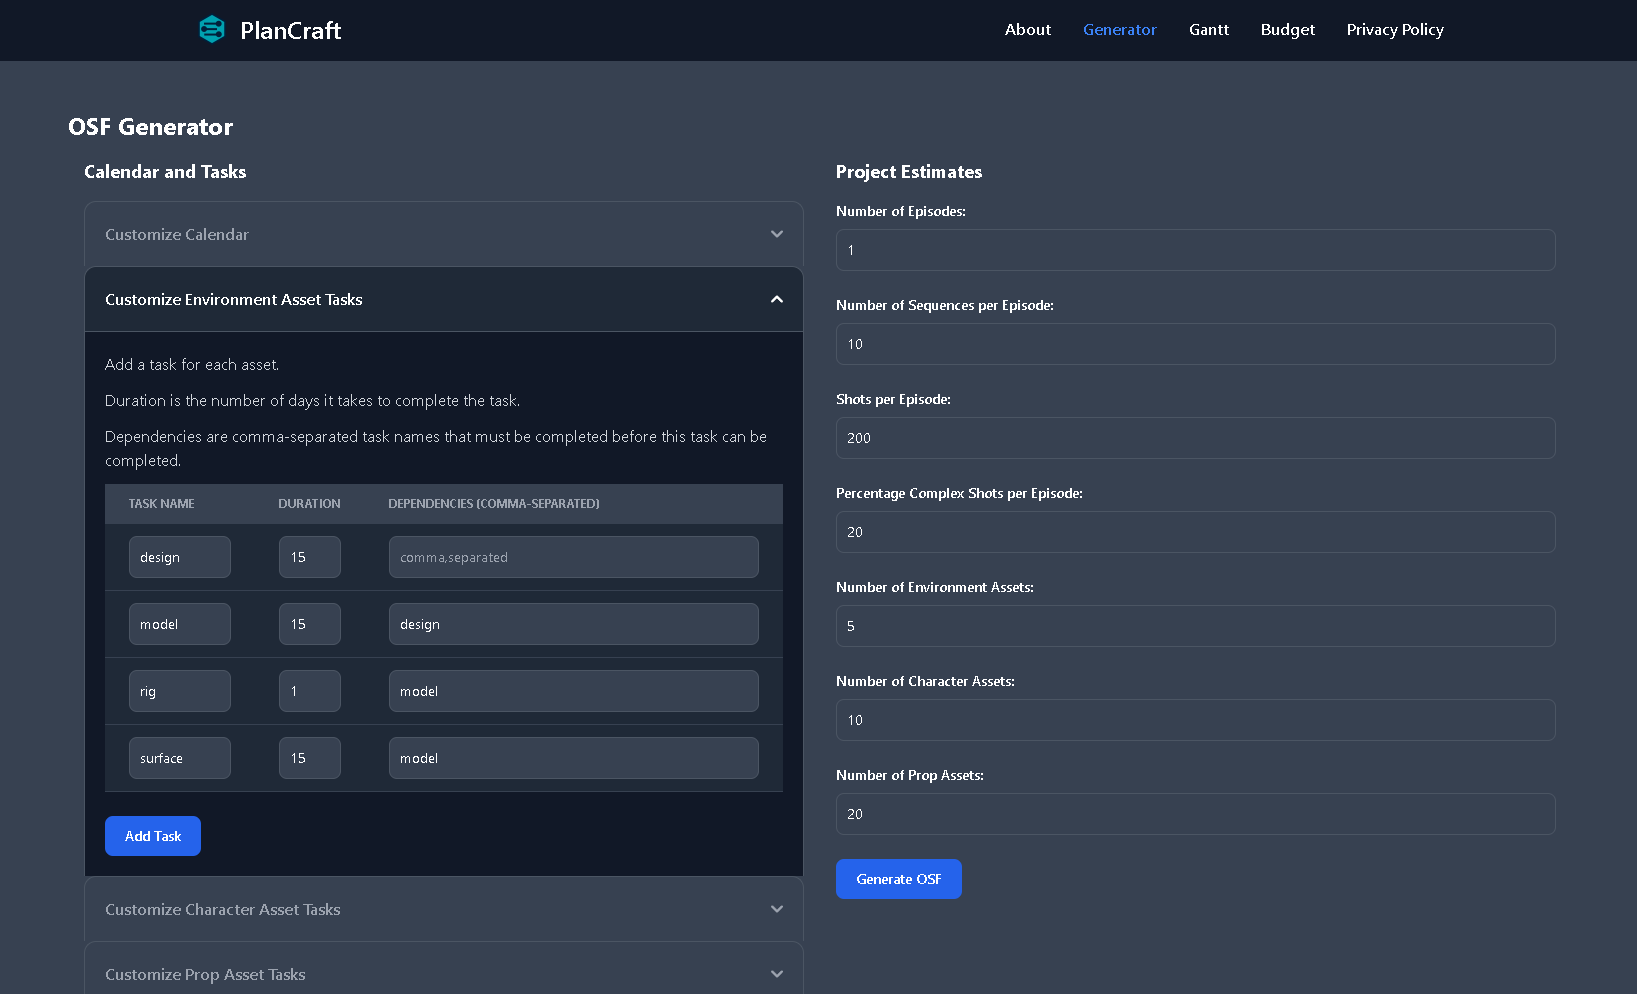 PlanCraft
About
Generator
Gantt
Budget
Privacy Policy
OSF Generator
Calendar and Tasks
Customize Calendar
Customize Environment Asset Tasks
Add a task for each asset.
Duration is the number of days it takes to complete the task.
Dependencies are comma-separated task names that must be completed before this task can be
completed.
TASK NAME DURATION DEPENDENCIES (COMMA-SEPARATED)
design 15 comma,separated
model 15 design
rig 1 model
surface 15 model
Add Task
Customize Character Asset Tasks
Customize Prop Asset Tasks
Project Estimates
Number of Episodes:
1
Number of Sequences per Episode:
10
Shots per Episode:
200
Percentage Complex Shots per Episode:
20
Number of Environment Assets:
5
Number of Character Assets:
10
Number of Prop Assets:
20
Generate OSF